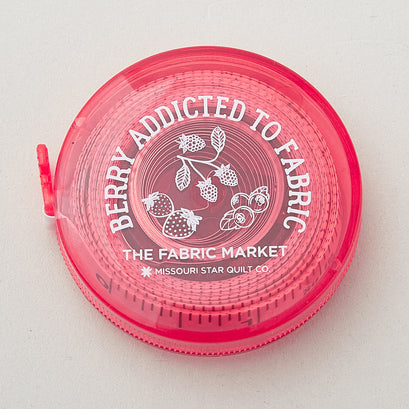 BERRY ADDICTED TO FABRIC
THE FABRIC MARKET
MISSOURI STAR QUILT CO.